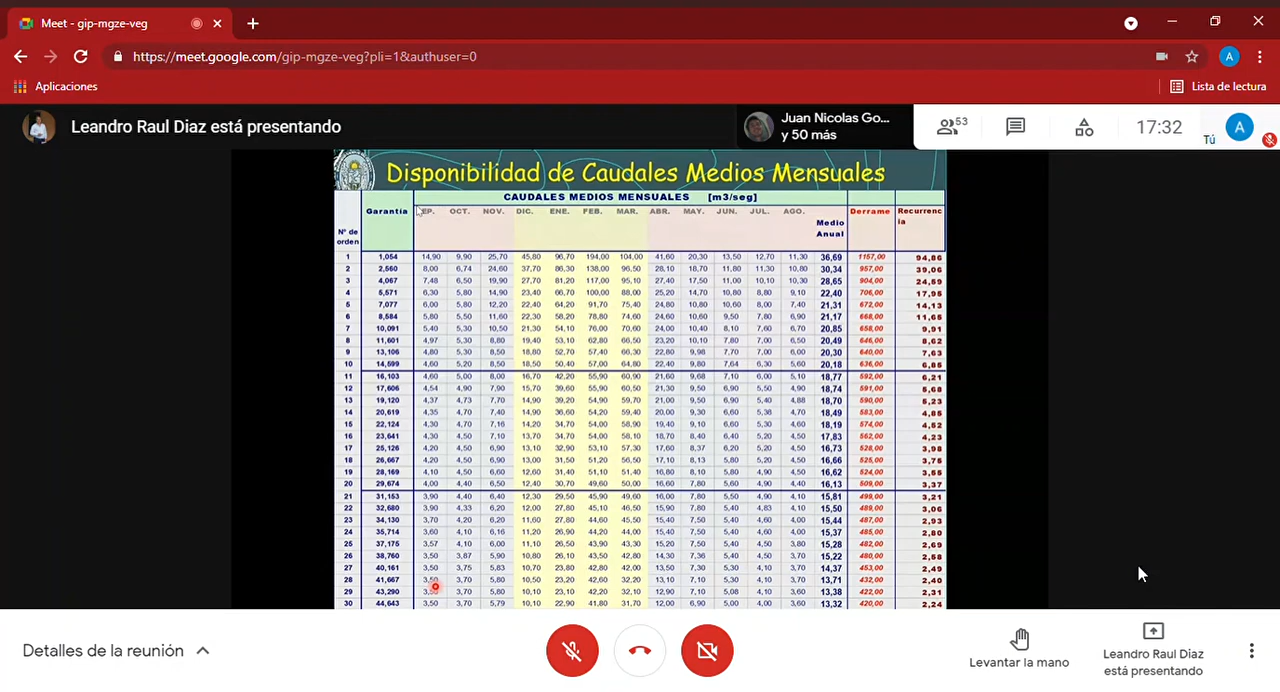 Meet - gip-mgze-veg
https://meet.google.com/gip-mgze-veg?pli=1&authuser=0
A
Aplicaciones
Lista de lectura
Leandro Raul Diaz está presentando
Juan Nicolas Go...
y 50 más
53
17:32
Tú
A
Disponibilidad de Caudales Medios Mensuales
CAUDALES MEDIOS MENSUALES [m3/seg]
Nº de orden Garantía EP. OCT. NOV. DIC. ENE. FEB. MAR. ABR. MAY. JUN. JUL. AGO. Medio Anual Derrame Recurrencia
1 1,054 14,90 9,90 25,70 45,80 96,70 194,00 104,00 41,60 20,30 13,50 12,70 11,30 36,69 1157,00 94,86
2 2,560 8,00 6,74 24,60 37,70 86,30 138,00 96,50 28,10 18,70 11,80 11,30 10,80 30,34 957,00 39,06
3 4,067 7,48 6,50 19,90 27,70 81,20 117,00 95,10 27,40 17,50 11,00 10,10 10,30 28,65 904,00 24,59
4 5,571 6,30 5,80 14,90 23,40 66,70 100,00 88,00 25,20 14,70 10,80 8,80 9,10 22,40 706,00 17,95
5 7,077 6,00 5,80 12,20 22,40 64,20 91,70 75,40 24,80 10,80 10,60 8,00 7,40 21,31 672,00 14,13
6 8,584 5,80 5,50 11,60 22,30 58,20 78,80 74,60 24,60 10,60 9,50 7,80 6,90 21,17 668,00 11,65
7 10,091 5,40 5,30 10,50 21,30 54,10 76,00 70,60 24,00 10,40 8,10 7,60 6,70 20,85 658,00 9,91
8 11,601 4,97 5,30 8,80 19,40 53,10 62,80 66,50 23,20 10,10 7,80 7,00 6,50 20,49 646,00 8,62
9 13,106 4,80 5,30 8,50 18,80 52,70 57,40 66,30 22,80 9,98 7,70 7,00 6,00 20,30 640,00 7,63
10 14,599 4,60 5,20 8,50 18,50 50,40 57,00 64,80 22,40 9,80 7,64 6,30 5,60 20,18 636,00 6,85
11 16,103 4,60 5,00 8,00 16,70 42,20 55,90 60,90 21,60 9,68 7,10 6,00 5,10 18,77 592,00 6,21
12 17,606 4,54 4,90 7,90 15,70 39,60 55,90 60,50 21,30 9,50 6,90 5,50 4,90 18,74 591,00 5,68
13 19,120 4,37 4,73 7,70 14,90 39,20 54,90 59,70 21,00 9,50 6,90 5,40 4,88 18,70 590,00 5,23
14 20,619 4,35 4,70 7,40 14,90 36,60 54,20 59,40 20,00 9,30 6,60 5,38 4,70 18,49 583,00 4,85
15 22,124 4,30 4,70 7,16 14,20 34,70 54,00 58,90 19,40 9,10 6,60 5,30 4,60 18,19 574,00 4,52
16 23,641 4,30 4,50 7,10 13,70 34,70 54,00 58,10 18,70 8,40 6,40 5,20 4,50 17,83 562,00 4,23
17 25,126 4,20 4,50 6,90 13,10 32,90 53,10 57,30 17,60 8,37 6,20 5,20 4,50 16,73 528,00 3,98
18 26,667 4,20 4,50 6,90 13,00 31,50 51,20 56,50 17,10 8,13 5,80 5,20 4,50 16,66 525,00 3,75
19 28,169 4,10 4,50 6,60 12,60 31,40 51,10 51,40 16,80 8,10 5,80 4,90 4,50 16,62 524,00 3,55
20 29,674 4,00 4,40 6,50 12,40 30,70 49,60 50,00 16,60 7,80 5,60 4,90 4,40 16,13 509,00 3,37
21 31,153 3,90 4,40 6,40 12,30 29,50 45,90 49,60 16,00 7,80 5,50 4,90 4,10 15,81 499,00 3,21
22 32,680 3,90 4,33 6,20 12,00 27,80 45,10 46,50 15,90 7,80 5,40 4,83 4,10 15,50 489,00 3,06
23 34,130 3,70 4,20 6,20 11,60 27,80 44,60 45,50 15,40 7,50 5,40 4,60 4,00 15,44 487,00 2,93
24 35,714 3,60 4,10 6,16 11,20 26,90 44,20 44,00 15,40 7,50 5,40 4,60 4,00 15,37 485,00 2,80
25 37,175 3,57 4,10 6,00 11,10 26,50 43,90 43,30 15,20 7,50 5,40 4,50 3,80 15,28 482,00 2,69
26 38,760 3,50 3,87 5,90 10,80 26,10 43,50 42,80 14,30 7,36 5,40 4,50 3,70 15,22 480,00 2,58
27 40,161 3,50 3,75 5,83 10,70 23,80 42,80 42,00 13,50 7,30 5,30 4,10 3,70 14,37 453,00 2,49
28 41,667 3,50 3,70 5,80 10,50 23,20 42,60 32,20 13,10 7,10 5,30 4,10 3,70 13,71 432,00 2,40
29 43,290 3,50 3,70 5,80 10,10 23,10 42,20 32,10 12,90 7,10 5,08 4,10 3,60 13,38 422,00 2,31
30 44,643 3,50 3,70 5,79 10,10 22,90 41,80 31,70 12,00 6,90 5,00 4,00 3,60 13,32 420,00 2,24
Detalles de la reunión
Levantar la mano
Leandro Raul Diaz
está presentando